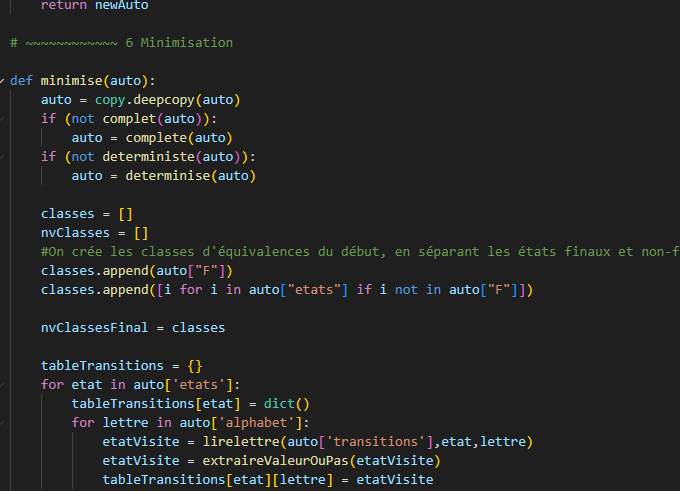 return newAuto
# ~~~~~~~~~~~~ 6 Minimisation
def minimise(auto):
auto = copy.deepcopy(auto)
if (not complet(auto)):
auto = complete(auto)
if (not deterministe(auto)):
auto = determinise(auto)
classes = []
nvClasses = []
#On crée les classes d'équivalences du début, en séparant les états finaux et non-f
classes.append(auto["F"])
classes.append([i for i in auto["etats"] if i not in auto["F"]])
nvClassesFinal = classes
tableTransitions = {}
for etat in auto['etats']:
tableTransitions[etat] = dict()
for lettre in auto['alphabet']:
etatVisite = lirelettre(auto['transitions'],etat,lettre)
etatVisite = extraireValeurOuPas(etatVisite)
tableTransitions[etat][lettre] = etatVisite